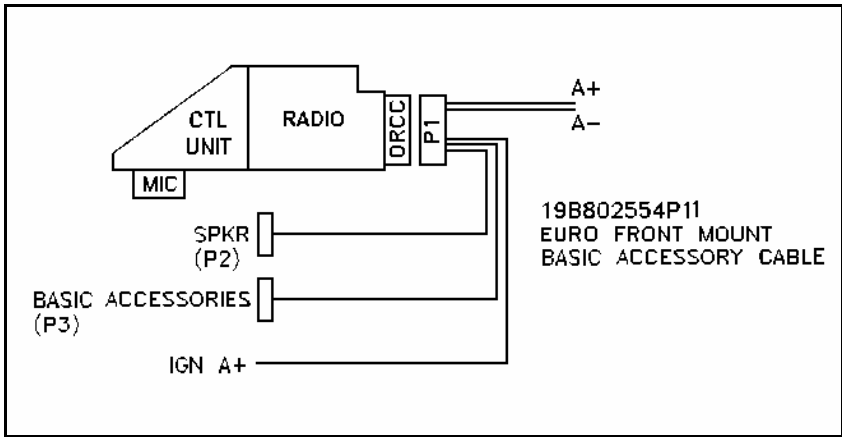 A+
A-
CTL
UNIT
RADIO
ORCC
P1
MIC
SPKR
(P2)
19B802554P11
EURO FRONT MOUNT
BASIC ACCESSORY CABLE
BASIC ACCESSORIES
(P3)
IGN A+